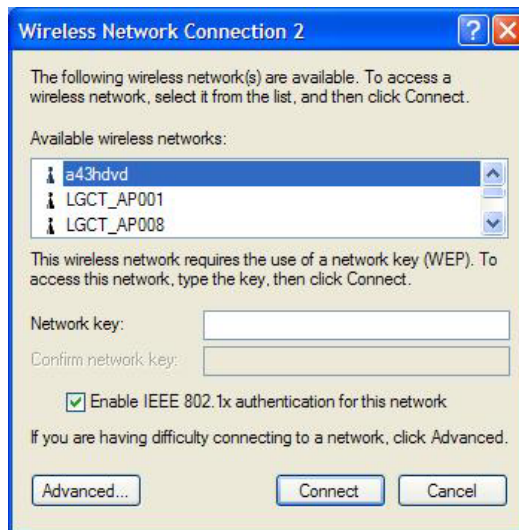 Wireless Network Connection 2
The following wireless network(s) are available. To access a
wireless network, select it from the list, and then click Connect.
Available wireless networks:
a43hdvd
LGCT_AP001
LGCT_AP008
This wireless network requires the use of a network key (WEP). To
access this network, type the key, then click Connect.
Network key:
Confirm network key:
Enable IEEE 802.1x authentication for this network
If you are having difficulty connecting to a network, click Advanced.
Advanced... Connect Cancel